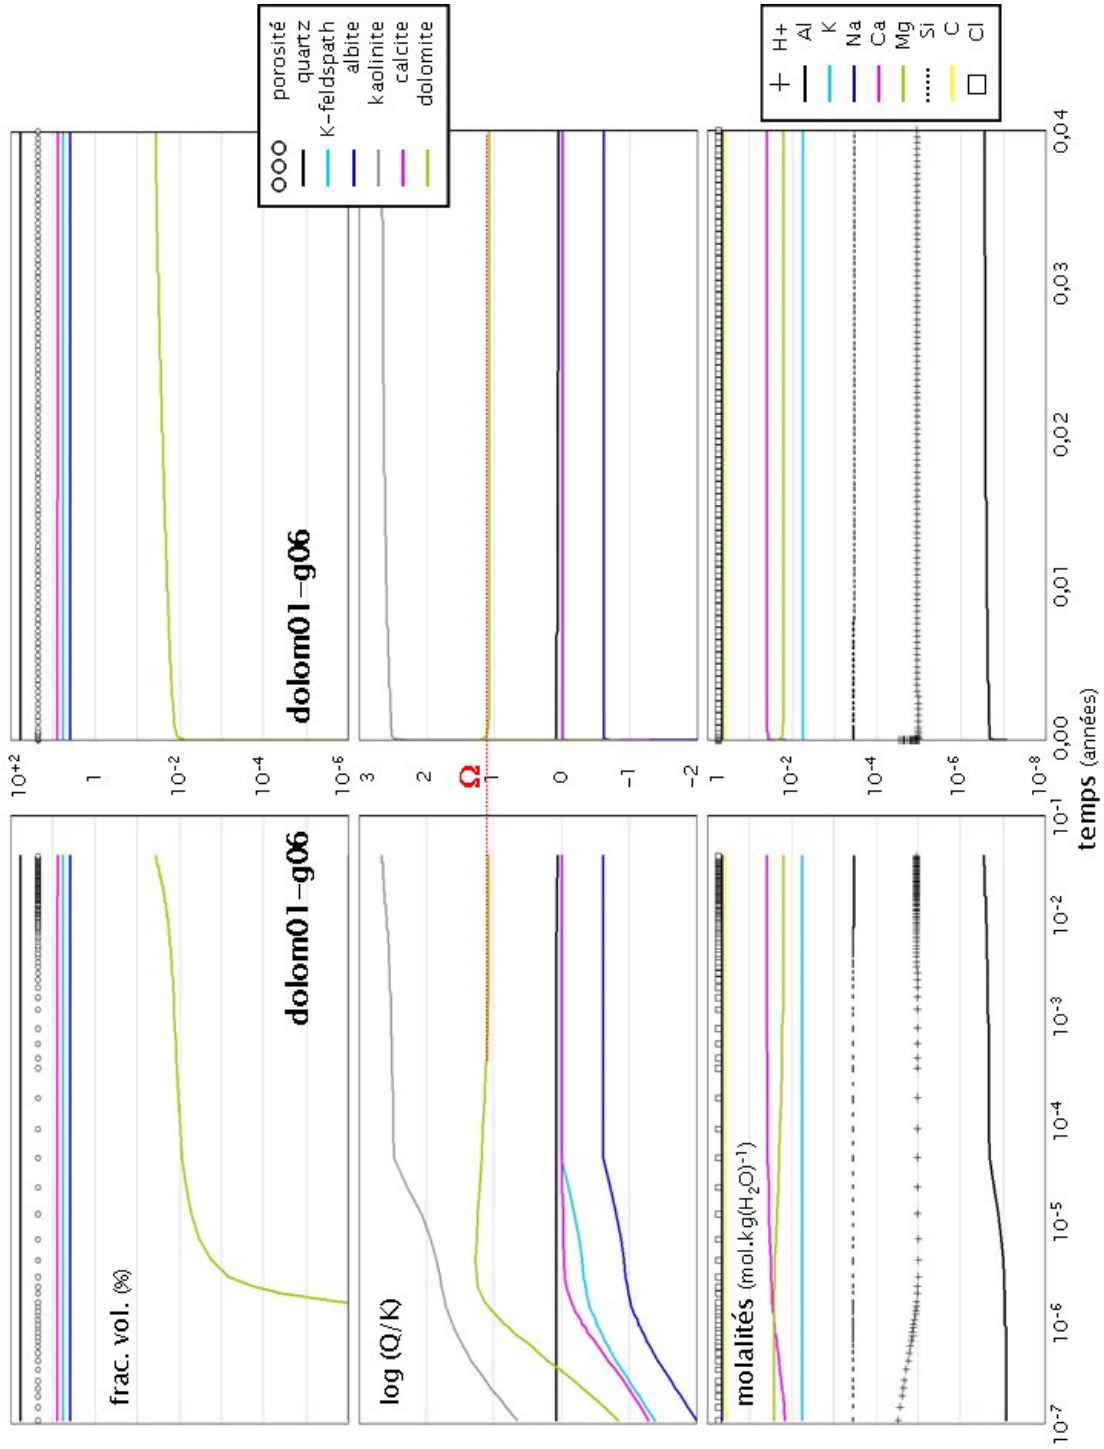 dolom01-g06
dolom01-g06
frac. vol. (%)
10+2
1
10-2
10-4
10-6
porosité
quartz
K-feldspath
albite
kaolinite
calcite
dolomite
log (Q/K)
3
2
Ω
1
0
-1
-2
molalités (mol.kg(H2O)-1)
1
10-2
10-4
10-6
10-8
H+
Al
K
Na
Ca
Mg
Si
C
Cl
10-7
10-6
10-5
10-4
10-3
10-2
10-1
0,00
0,01
0,02
0,03
0,04
temps (années)